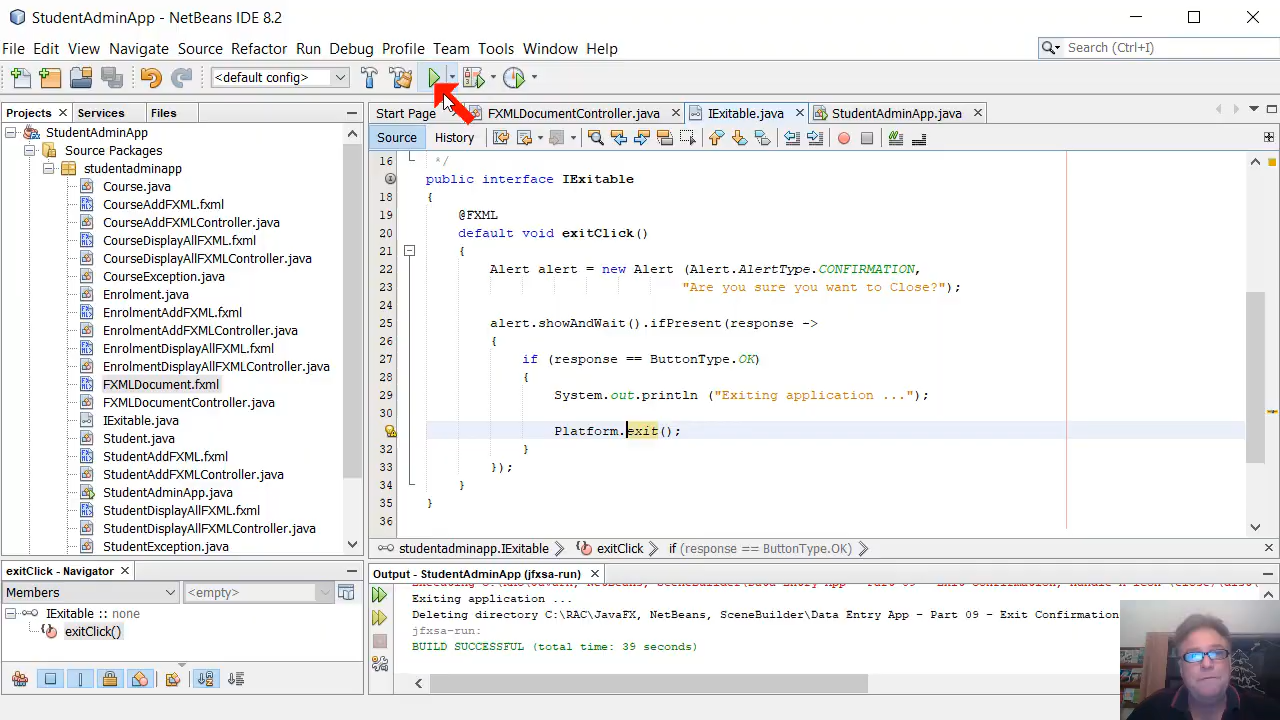 StudentAdminApp - NetBeans IDE 8.2
File Edit View Navigate Source Refactor Run Debug Profile Team Tools Window Help
Search (Ctrl+I)
<default config>
Projects Services Files
Start Page FXMLDocumentController.java IExitable.java StudentAdminApp.java
Source History
StudentAdminApp
Source Packages
studentadminapp
Course.java
CourseAddFXML.fxml
CourseAddFXMLController.java
CourseDisplayAllFXML.fxml
CourseDisplayAllFXMLController.java
CourseException.java
Enrolment.java
EnrolmentAddFXML.fxml
EnrolmentAddFXMLController.java
EnrolmentDisplayAllFXML.fxml
EnrolmentDisplayAllFXMLController.java
FXMLDocument.fxml
FXMLDocumentController.java
IExitable.java
Student.java
StudentAddFXML.fxml
StudentAddFXMLController.java
StudentAdminApp.java
StudentDisplayAllFXML.fxml
StudentDisplayAllFXMLController.java
StudentException.java
16 */
public interface IExitable
18 {
19 @FXML
20 default void exitClick()
21 {
22 Alert alert = new Alert (Alert.AlertType.CONFIRMATION,
23 "Are you sure you want to Close?");
24
25 alert.showAndWait().ifPresent(response ->
26 {
27 if (response == ButtonType.OK)
28 {
29 System.out.println ("Exiting application ...");
30
Platform.exit();
32 }
33 });
34 }
35 }
36
studentadminapp.IExitable exitClick if (response == ButtonType.OK)
exitClick - Navigator
Members <empty>
IExitable :: none
exitClick()
Output - StudentAdminApp (jfxsa-run)
Exiting application ...
Deleting directory C:\RAC\JavaFX, NetBeans, SceneBuilder\Data Entry App - Part 09 - Exit Confirmation
jfxsa-run:
BUILD SUCCESSFUL (total time: 39 seconds)